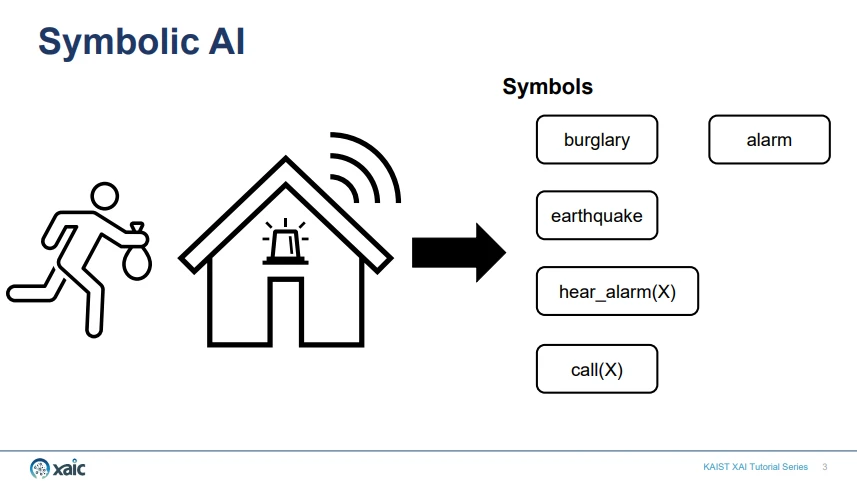 Symbolic AI
Symbols
burglary
alarm
earthquake
hear_alarm(X)
call(X)
xaic
KAIST XAI Tutorial Series
3